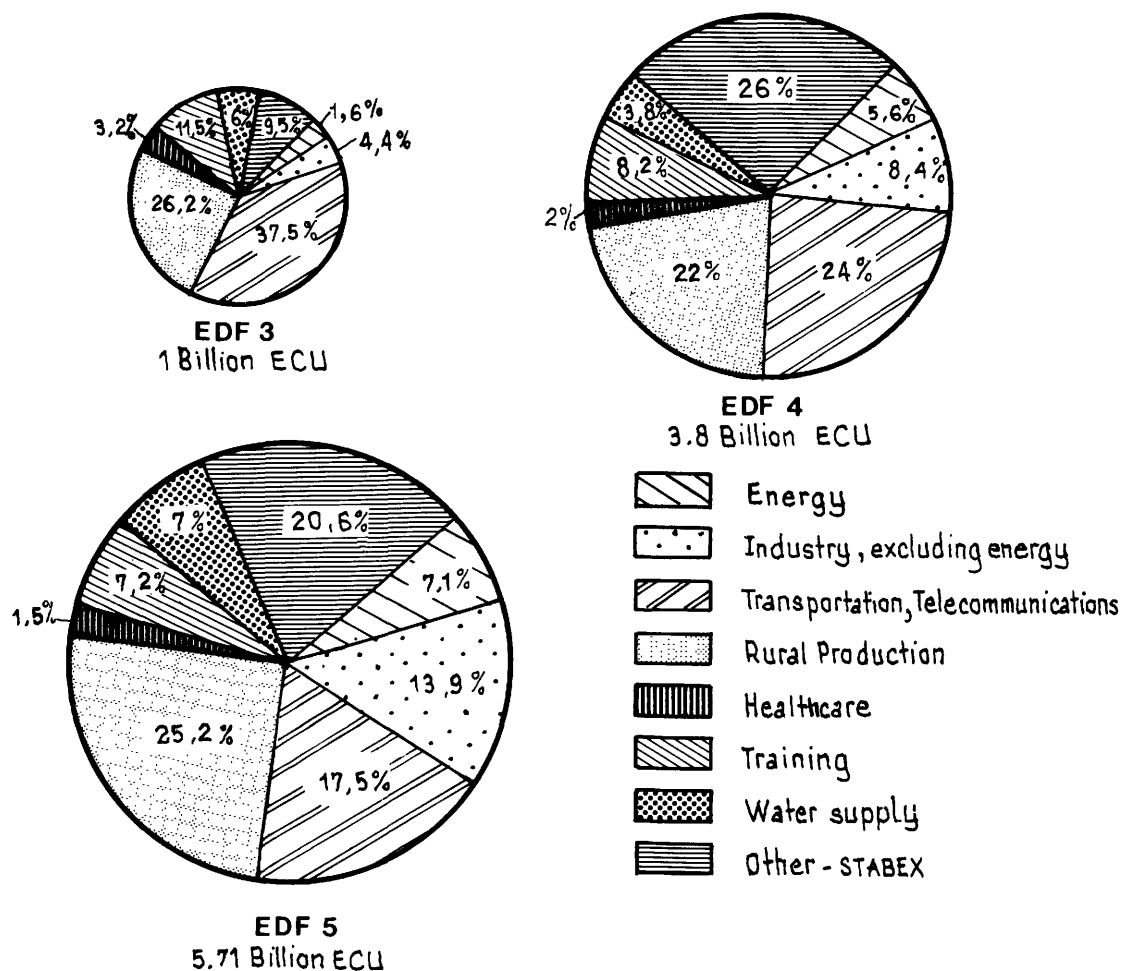 3,2%
11,5%
6%
9,5%
1,6%
4,4%
26,2%
37,5%
EDF 3
1 Billion ECU
26%
3,8%
5,6%
8,2%
8,4%
2%
22%
24%
EDF 4
3.8 Billion ECU
7%
20,6%
7,2%
7,1%
1,5%
13,9%
25,2%
17,5%
EDF 5
5.71 Billion ECU
Energy
Industry, excluding energy
Transportation, Telecommunications
Rural Production
Healthcare
Training
Water supply
Other - STABEX